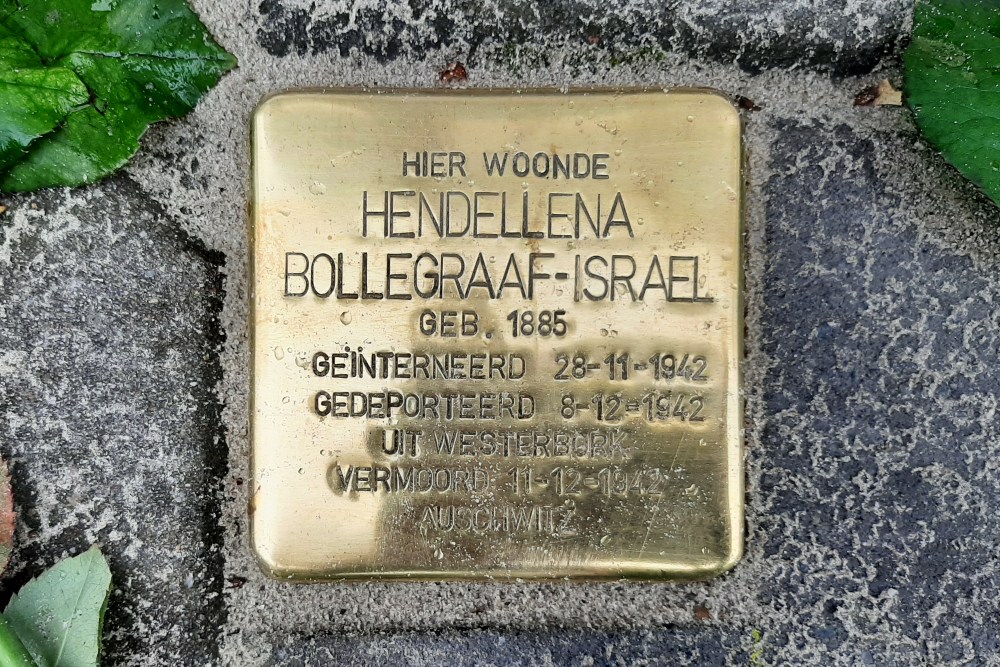 HIER WOONDE
HENDELLENA
BOLLEGRAAF-ISRAEL
GEB. 1885
GEÏNTERNEERD 28-11-1942
GEDEPORTEERD 8-12-1942
UIT WESTERBORK
VERMOORD 11-12-1942
AUSCHWITZ